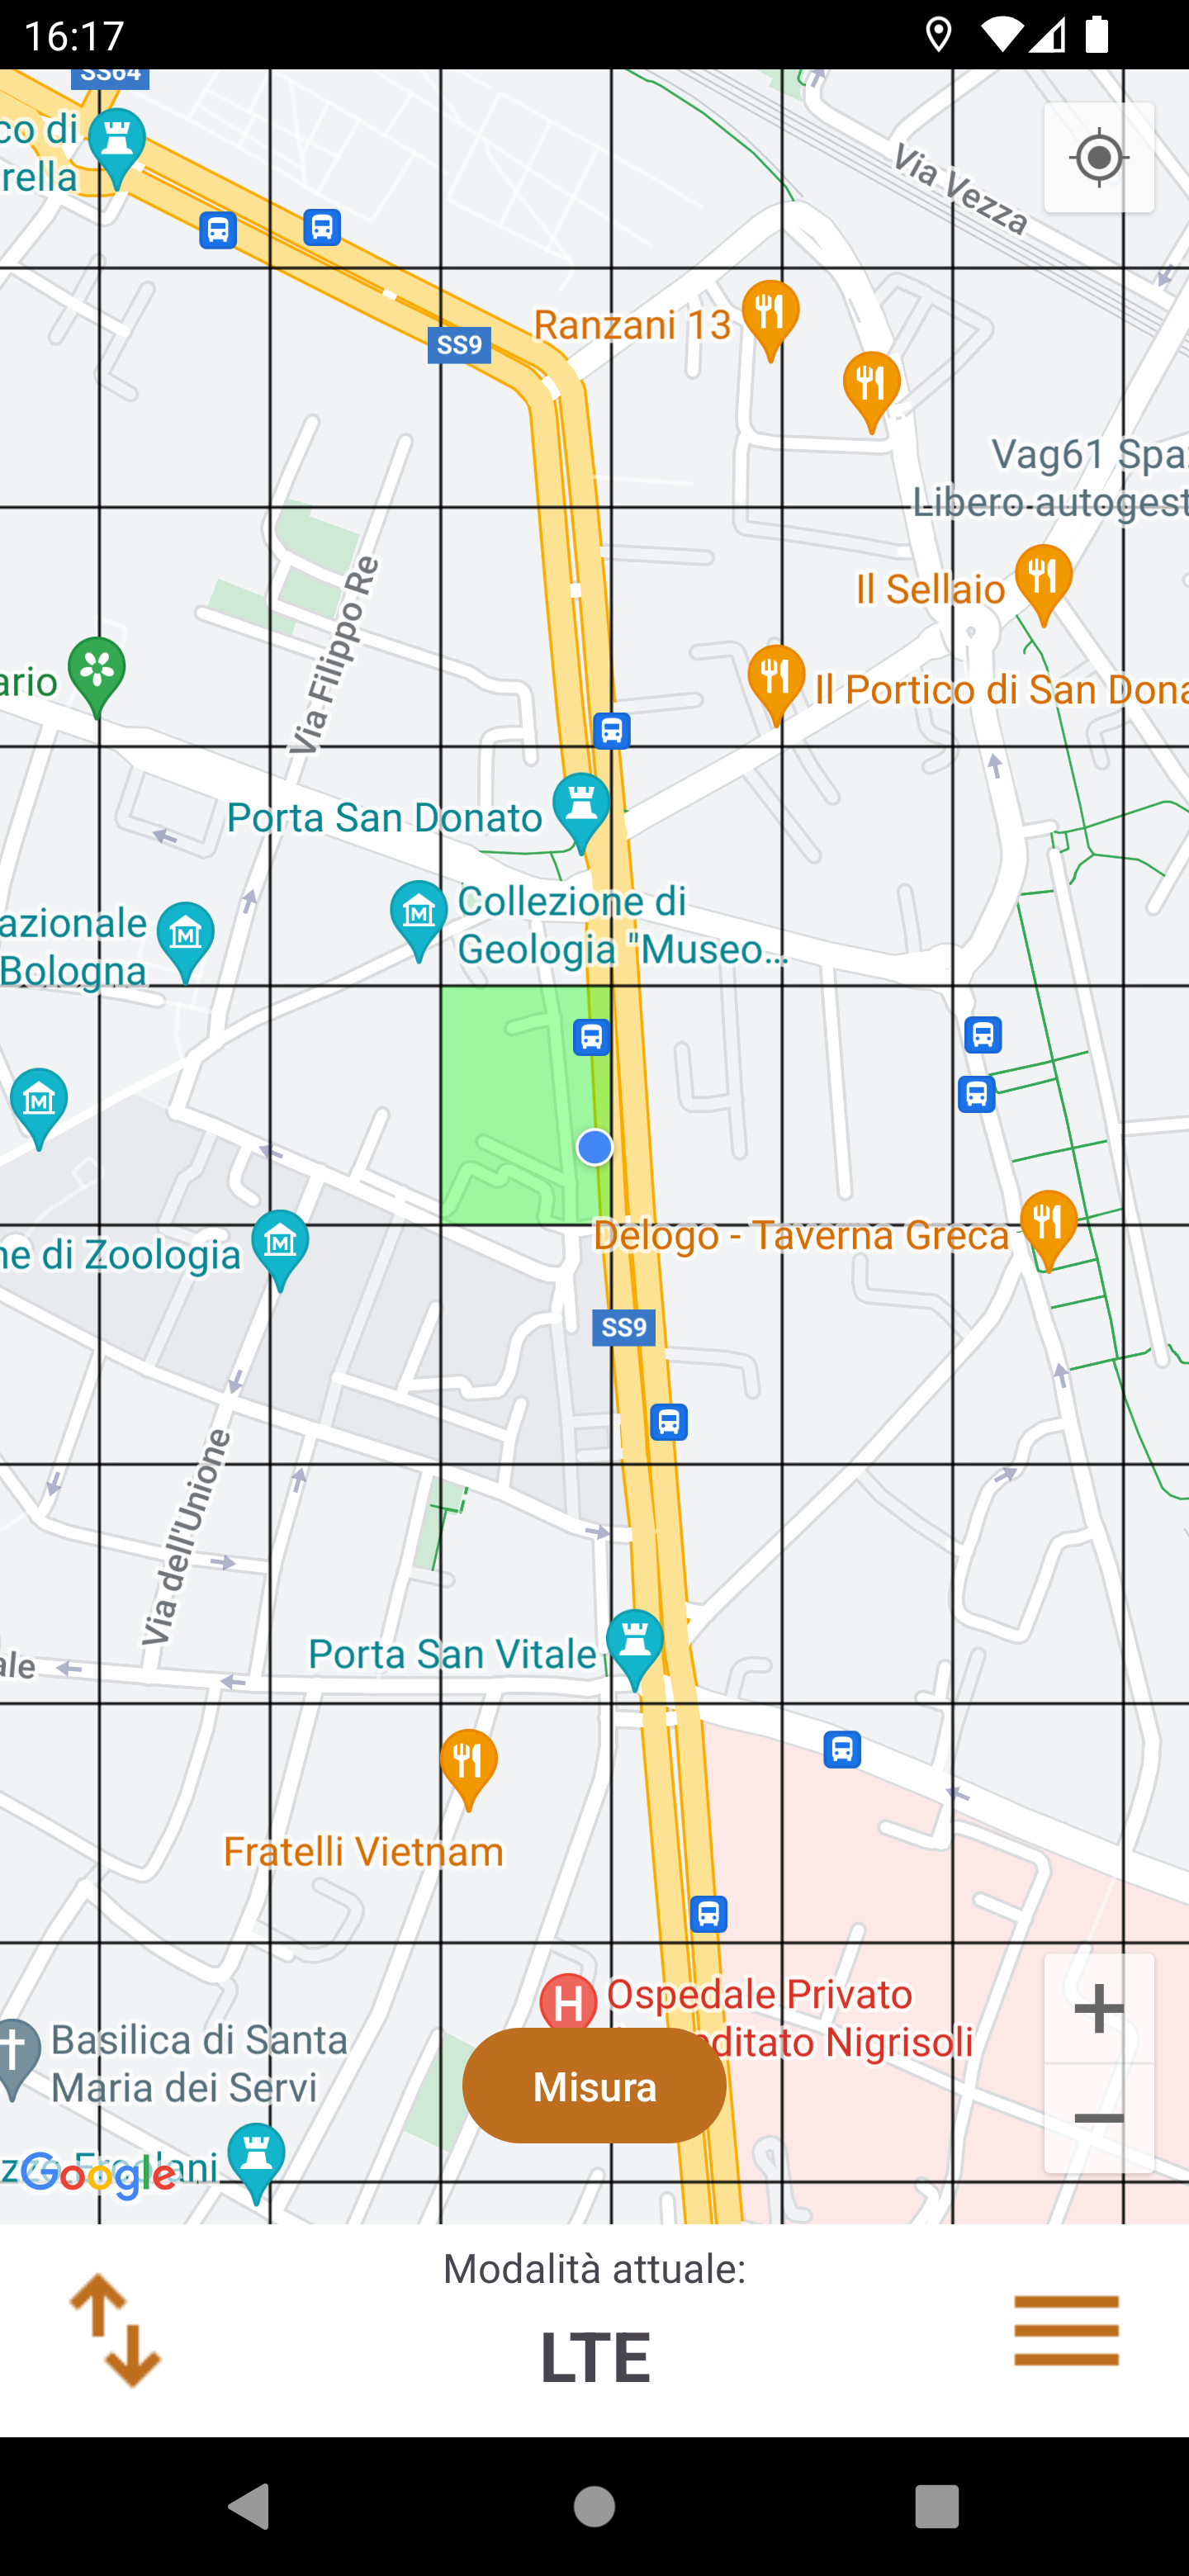 16:17
SS64
co di
rella
Via Vezza
Ranzani 13
SS9
Vag61 Spa
Libero autogest
Via Filippo Re
Il Sellaio
ario
Il Portico di San Dona
Porta San Donato
Collezione di
Geologia "Museo...
azionale
Bologna
M
M
M
M
ne di Zoologia
Delogo - Taverna Greca
SS9
Via dell'Unione
Porta San Vitale
ale
Fratelli Vietnam
H
Ospedale Privato
editato Nigrisoli
Basilica di Santa
Maria dei Servi
Misura
Google
Modalità attuale:
LTE